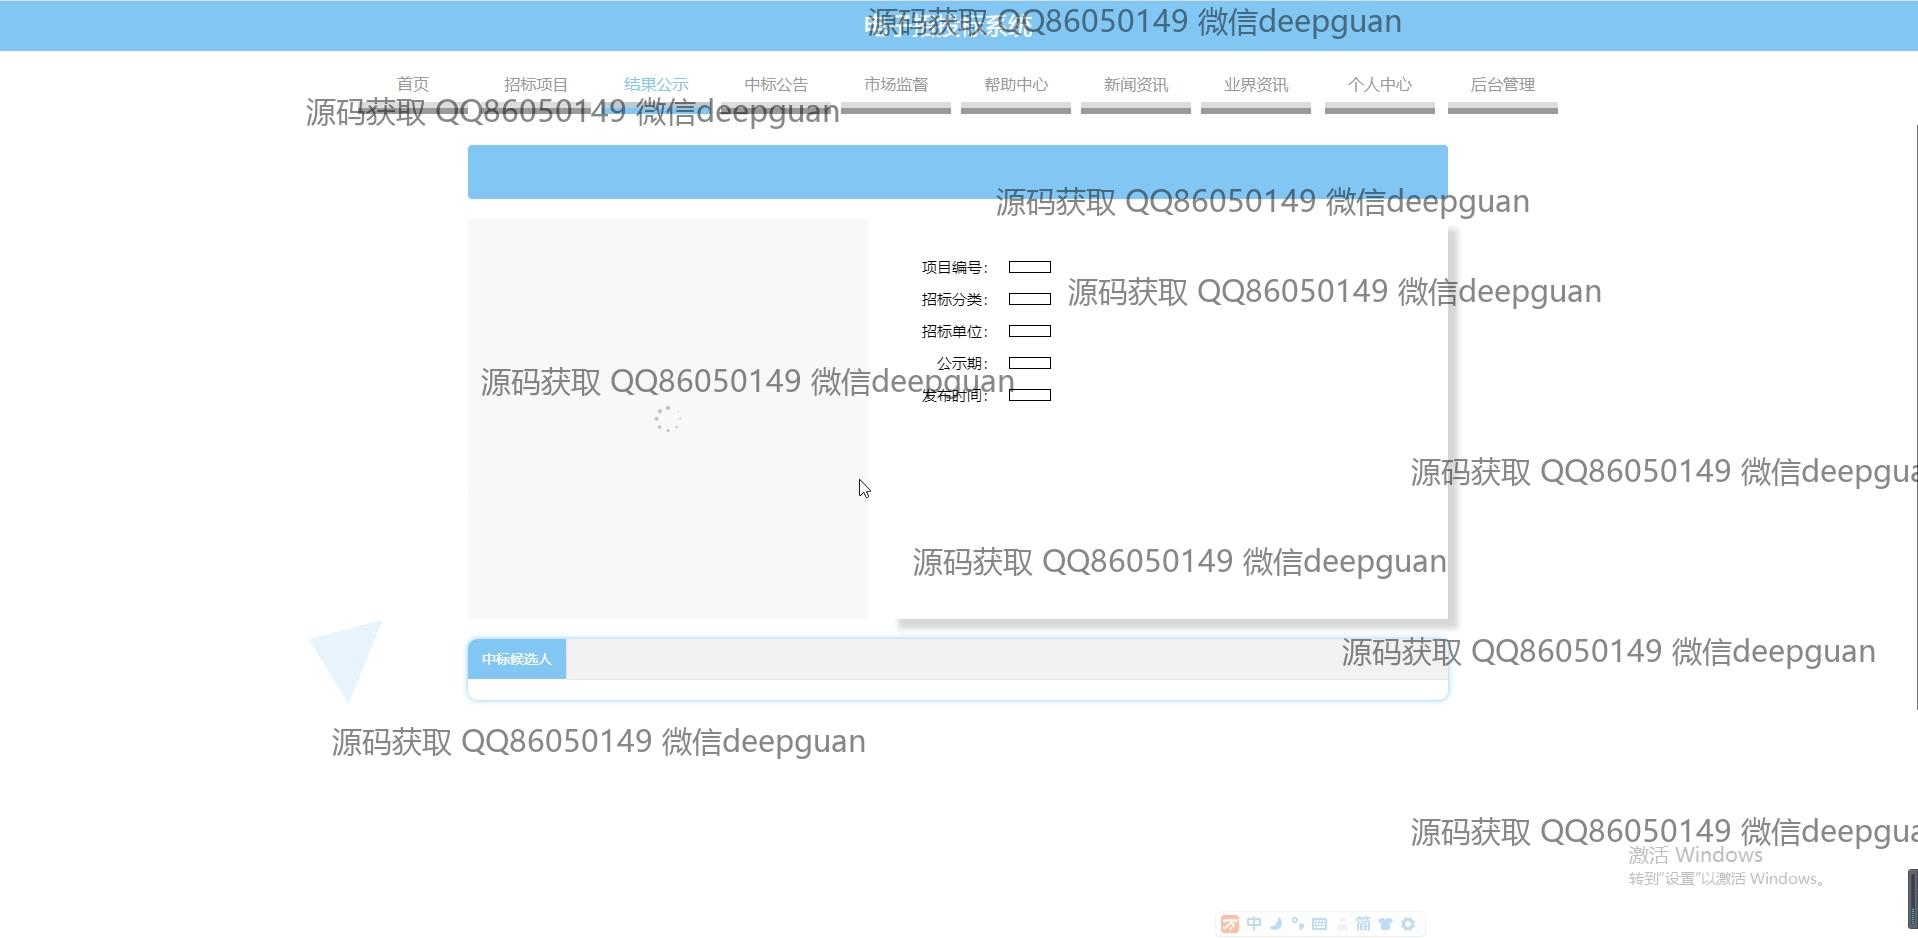 电子招投标系统
源码获取 QQ86050149 微信deepguan
首页 招标项目 结果公示 中标公告 市场监督 帮助中心 新闻资讯 业界资讯 个人中心 后台管理
源码获取 QQ86050149 微信deepguan
源码获取 QQ86050149 微信deepguan
项目编号：
源码获取 QQ86050149 微信deepguan
招标分类：
招标单位：
公示期：
源码获取 QQ86050149 微信deepguan
发布时间：
源码获取 QQ86050149 微信deepgua
源码获取 QQ86050149 微信deepguan
源码获取 QQ86050149 微信deepguan
中标候选人
源码获取 QQ86050149 微信deepguan
源码获取 QQ86050149 微信deepgua
激活 Windows
转到“设置”以激活 Windows。
中 简